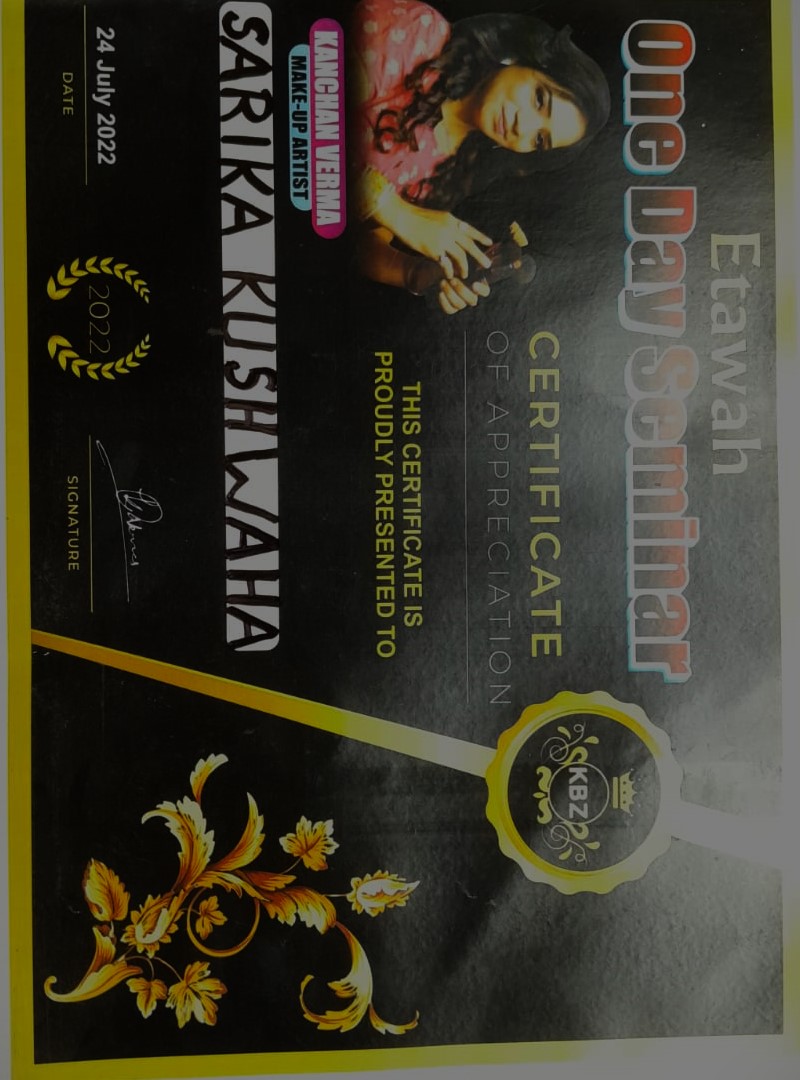 Etawah
One Day Seminar
KBZ
CERTIFICATE
OF APPRECIATION
THIS CERTIFICATE IS
PROUDLY PRESENTED TO
KANCHAN VERMA
MAKE-UP ARTIST
SARIKA KUSHWAHA
24 July 2022
DATE
2022
SIGNATURE